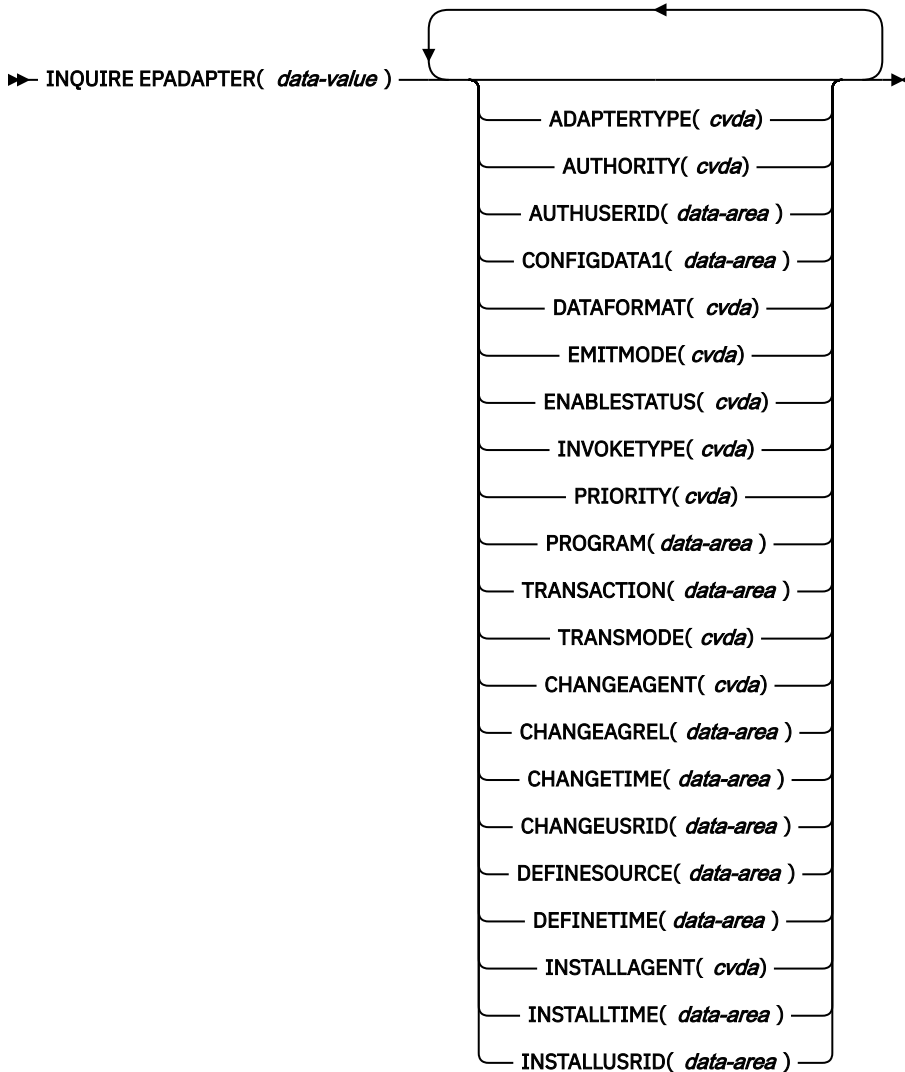 INQUIRE EPADAPTER( data-value )
ADAPTERTYPE( cvda)
AUTHORITY( cvda)
AUTHUSERID( data-area )
CONFIGDATA1( data-area )
DATAFORMAT( cvda)
EMITMODE( cvda)
ENABLESTATUS( cvda)
INVOKETYPE( cvda)
PRIORITY( cvda)
PROGRAM( data-area )
TRANSACTION( data-area )
TRANSMODE( cvda)
CHANGEAGENT( cvda)
CHANGEAGREL( data-area )
CHANGETIME( data-area )
CHANGEUSRID( data-area )
DEFINESOURCE( data-area )
DEFINETIME( data-area )
INSTALLAGENT( cvda)
INSTALLTIME( data-area )
INSTALLUSRID( data-area )